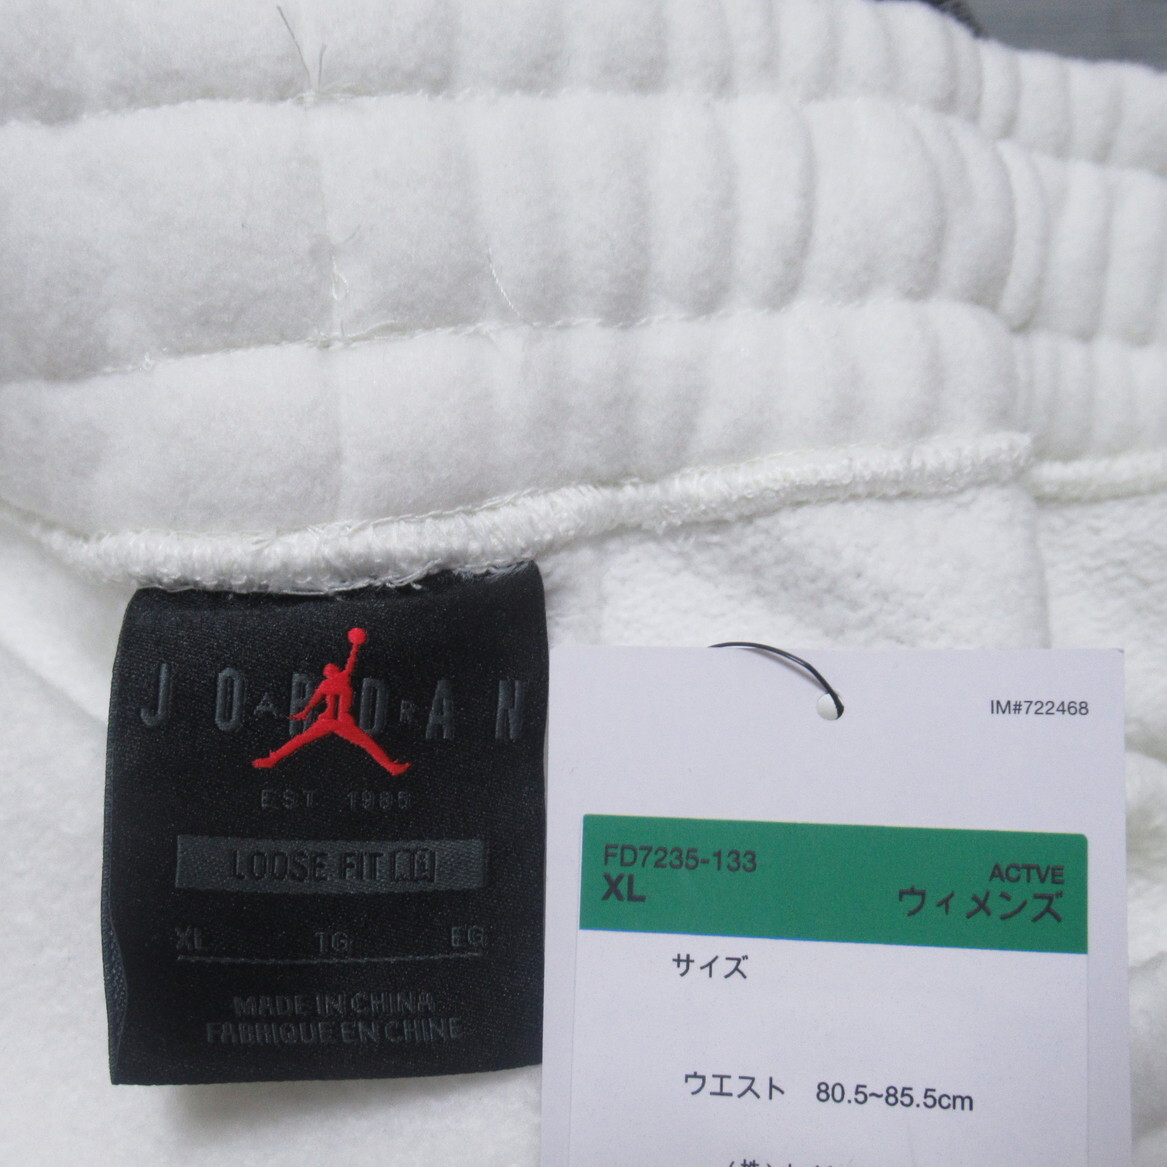 JORDAN
AIR
EST 1985
LOOSE FIT
XL TG EG
MADE IN CHINA
FABRIQUE EN CHINE
IM#722468
FD7235-133
XL
ACTVE
ウィメンズ
サイズ
ウエスト 80.5~85.5cm